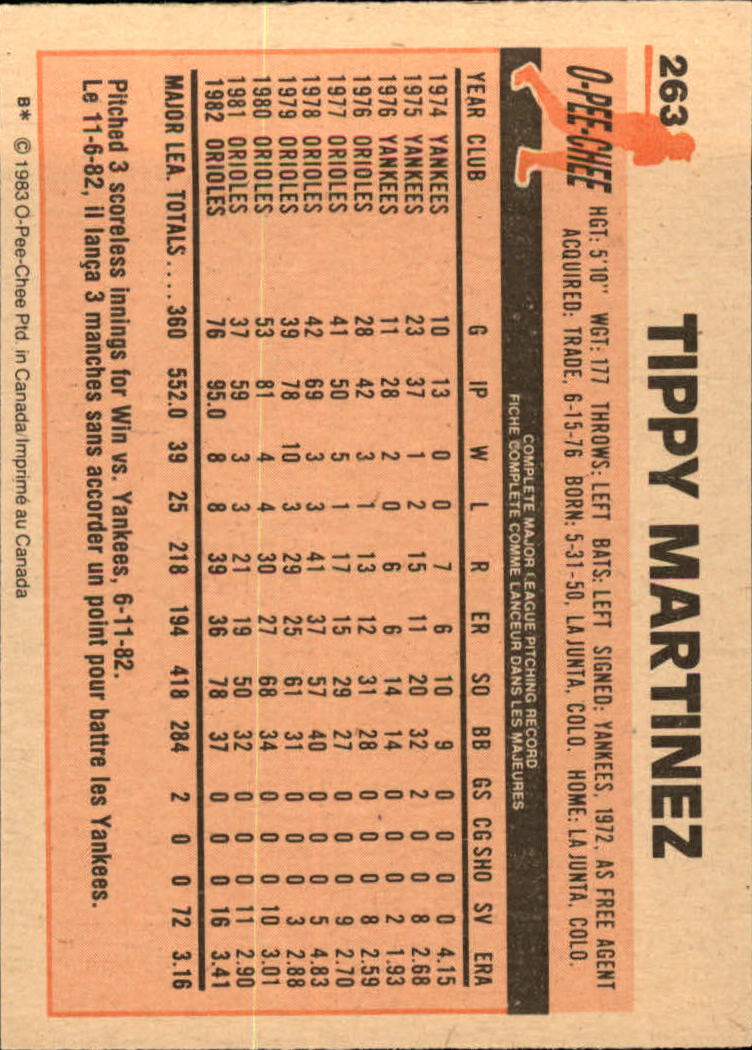 263
TIPPY MARTINEZ
O-PEE-CHEE
HGT: 5'10" WGT: 177 THROWS: LEFT BATS: LEFT SIGNED: YANKEES, 1972, AS FREE AGENT
ACQUIRED: TRADE, 6-15-76 BORN: 5-31-50, LA JUNTA, COLO. HOME: LA JUNTA, COLO.
COMPLETE MAJOR LEAGUE PITCHING RECORD
FICHE COMPLETE COMME LANCEUR DANS LES MAJEURES
YEAR CLUB G IP W L R ER SO BB GS CG SHO SV ERA
1974 YANKEES 10 13 0 0 7 6 10 9 0 0 0 0 4.15
1975 YANKEES 23 37 1 2 15 11 20 32 2 0 0 8 2.68
1976 YANKEES 11 28 2 0 6 6 14 14 0 0 0 2 1.93
1976 ORIOLES 28 42 3 1 13 12 31 28 0 0 0 8 2.59
1977 ORIOLES 41 50 5 1 17 15 29 27 0 0 0 9 2.70
1978 ORIOLES 42 69 3 3 41 37 57 40 0 0 0 5 4.83
1979 ORIOLES 39 78 10 3 29 25 61 31 0 0 0 3 2.88
1980 ORIOLES 53 81 4 4 30 27 68 34 0 0 0 10 3.01
1981 ORIOLES 37 59 3 3 21 19 50 32 0 0 0 11 2.90
1982 ORIOLES 76 95.0 8 8 39 36 78 37 0 0 0 16 3.41
MAJOR LEA. TOTALS.... 360 552.0 39 25 218 194 418 284 2 0 0 72 3.16
Pitched 3 scoreless innings for Win vs. Yankees, 6-11-82.
Le 11-6-82, il lança 3 manches sans accorder un point pour battre les Yankees.
B* © 1983 O-Pee-Chee Ptd. in Canada/Imprimé au Canada